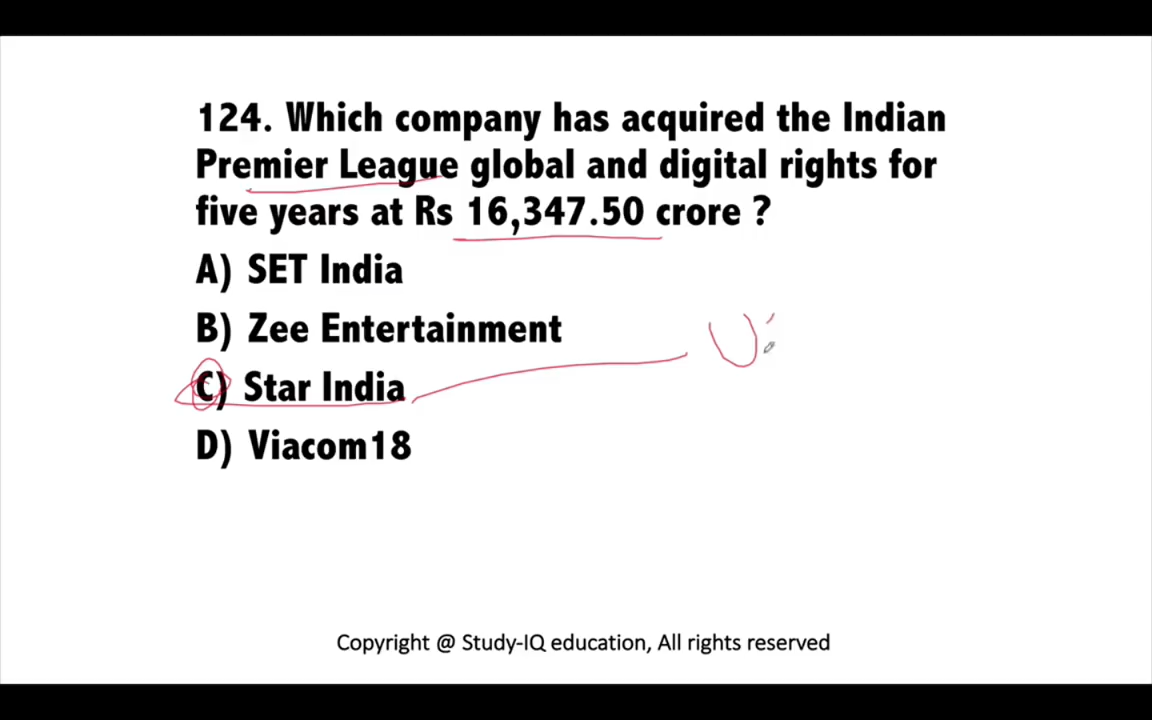 124. Which company has acquired the Indian
Premier League global and digital rights for
five years at Rs 16,347.50 crore ?
A) SET India
B) Zee Entertainment
C) Star India
D) Viacom18
Copyright @ Study-IQ education, All rights reserved